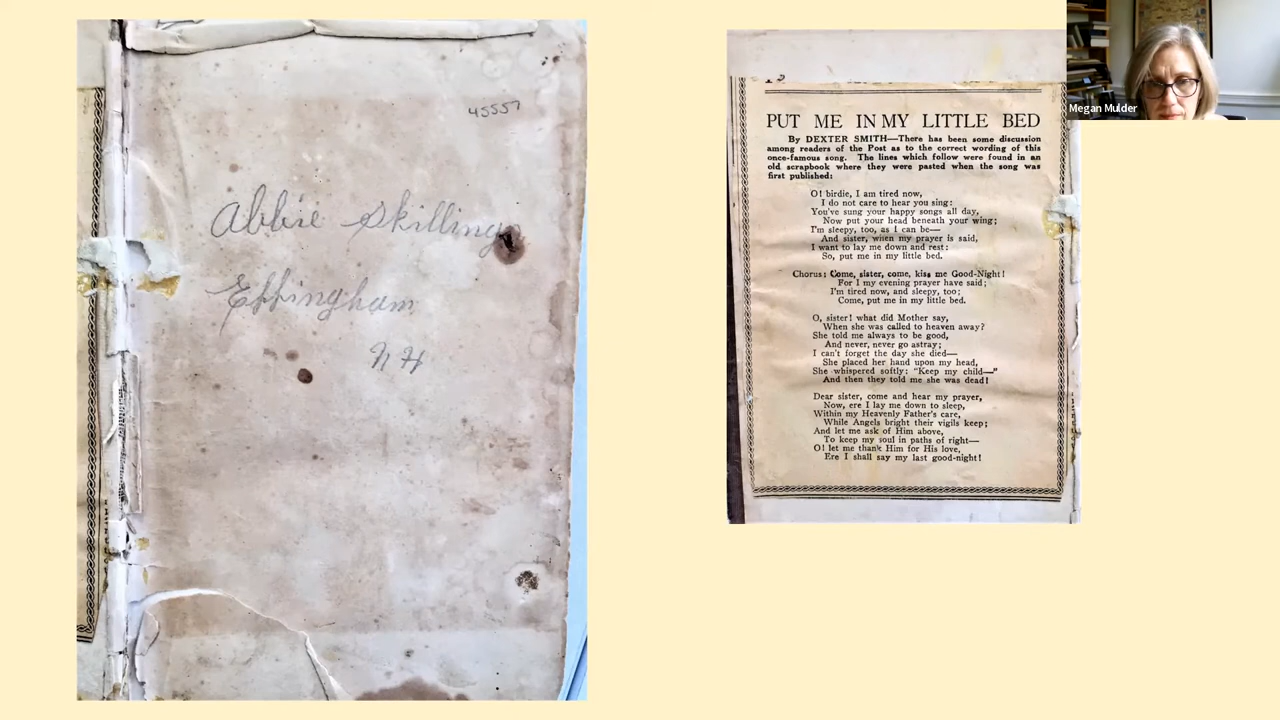 45557
Abbie Skillings
Effingham
N H
PUT ME IN MY LITTLE BED
By DEXTER SMITH—There has been some discussion
among readers of the Post as to the correct wording of this
once-famous song. The lines which follow were found in an
old scrapbook where they were pasted when the song was
first published:
O! birdie, I am tired now,
I do not care to hear you sing;
You've sung your happy songs all day,
Now put your head beneath your wing;
I'm sleepy, too, as I can be—
And sister, when my prayer is said,
I want to lay me down and rest:
So, put me in my little bed.
Chorus: Come, sister, come, kiss me Good-Night!
For I my evening prayer have said;
I'm tired now, and sleepy, too;
Come, put me in my little bed.
O, sister! what did Mother say,
When she was called to heaven away?
She told me always to be good,
And never, never go astray;
I can't forget the day she died—
She placed her hand upon my head,
She whispered softly: "Keep my child—"
And then they told me she was dead!
Dear sister, come and hear my prayer,
Now, ere I lay me down to sleep,
Within my Heavenly Father's care,
While Angels bright their vigils keep;
And let me ask of Him above,
To keep my soul in paths of right—
O! let me thank Him for His love,
Ere I shall say my last good-night!
Megan Mulder